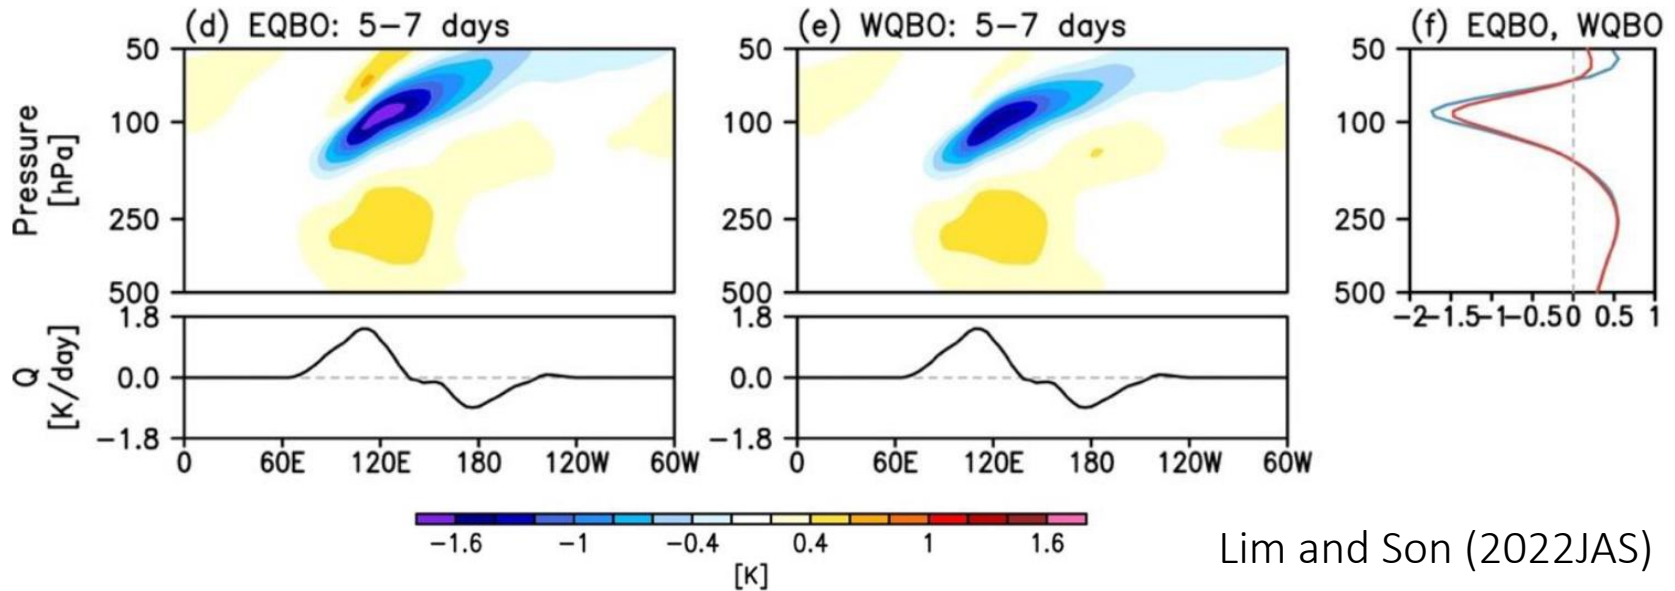 (d) EQBO: 5-7 days
(e) WQBO: 5-7 days
(f) EQBO, WQBO
Pressure
[hPa]
50
100
250
500
50
100
250
500
50
100
250
500
-2-1.5-1-0.5 0 0.5 1
Q
[K/day]
1.8
0.0
-1.8
0 60E 120E 180 120W 60W
1.8
0.0
-1.8
0 60E 120E 180 120W 60W
-1.6 -1 -0.4 0.4 1 1.6
[K]
Lim and Son (2022JAS)